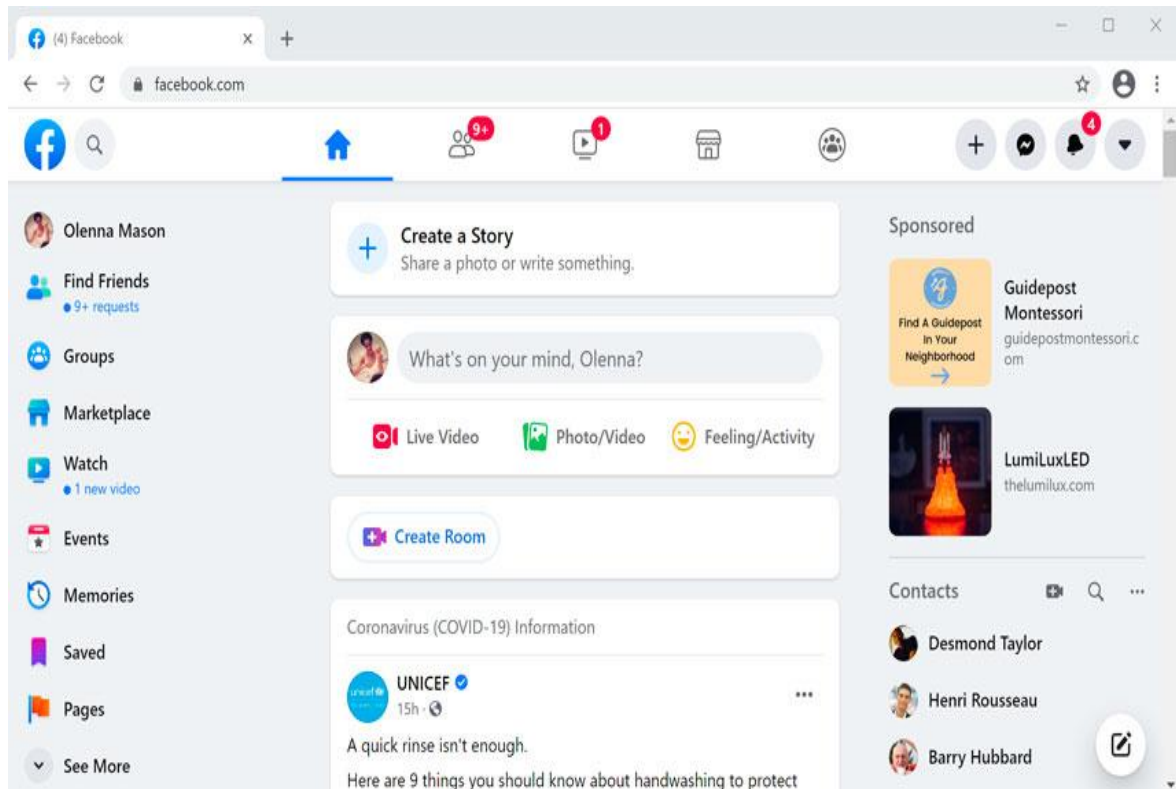 (4) Facebook
facebook.com
9+
1
4
Olenna Mason
Find Friends
9+ requests
Groups
Marketplace
Watch
1 new video
Events
Memories
Saved
Pages
See More
Create a Story
Share a photo or write something.
What's on your mind, Olenna?
Live Video
Photo/Video
Feeling/Activity
Create Room
Coronavirus (COVID-19) Information
unicef
UNICEF
15h ·
A quick rinse isn't enough.
Here are 9 things you should know about handwashing to protect
Sponsored
Find A Guidepost
In Your
Neighborhood
Guidepost
Montessori
guidepostmontessori.c
om
LumiLuxLED
thelumilux.com
Contacts
Desmond Taylor
Henri Rousseau
Barry Hubbard